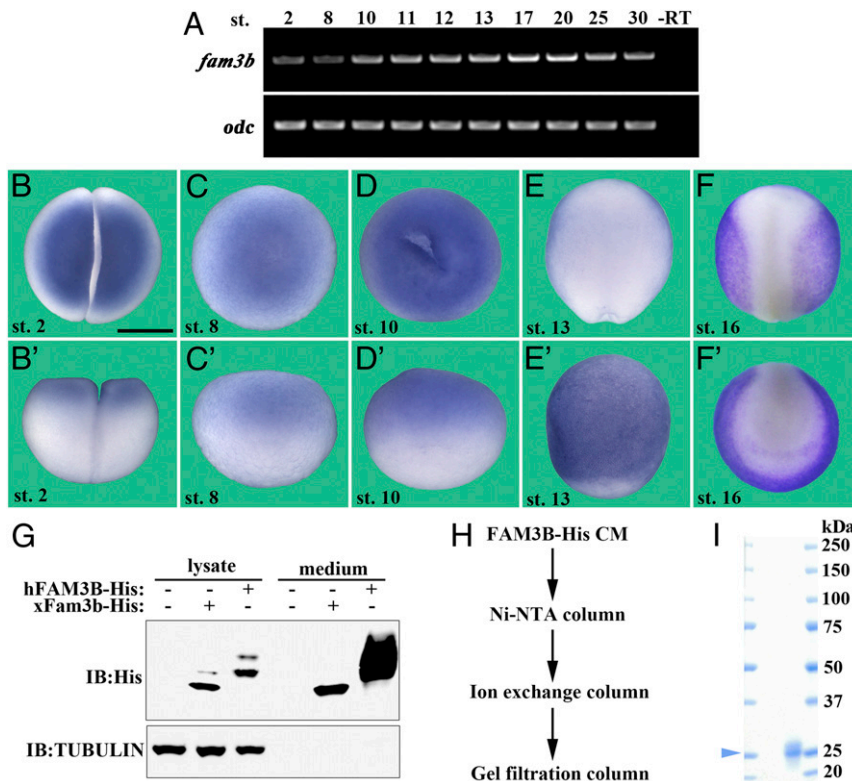 A
st. 2 8 10 11 12 13 17 20 25 30 -RT
fam3b
odc
B C D E F
st. 2 st. 8 st. 10 st. 13 st. 16
B' C' D' E' F'
st. 2 st. 8 st. 10 st. 13 st. 16
G
lysate medium
hFAM3B-His: - - + - - +
xFam3b-His: - + - - + -
IB:His
IB:TUBULIN
H
FAM3B-His CM
Ni-NTA column
Ion exchange column
Gel filtration column
I
kDa
250
150
100
75
50
37
25
20